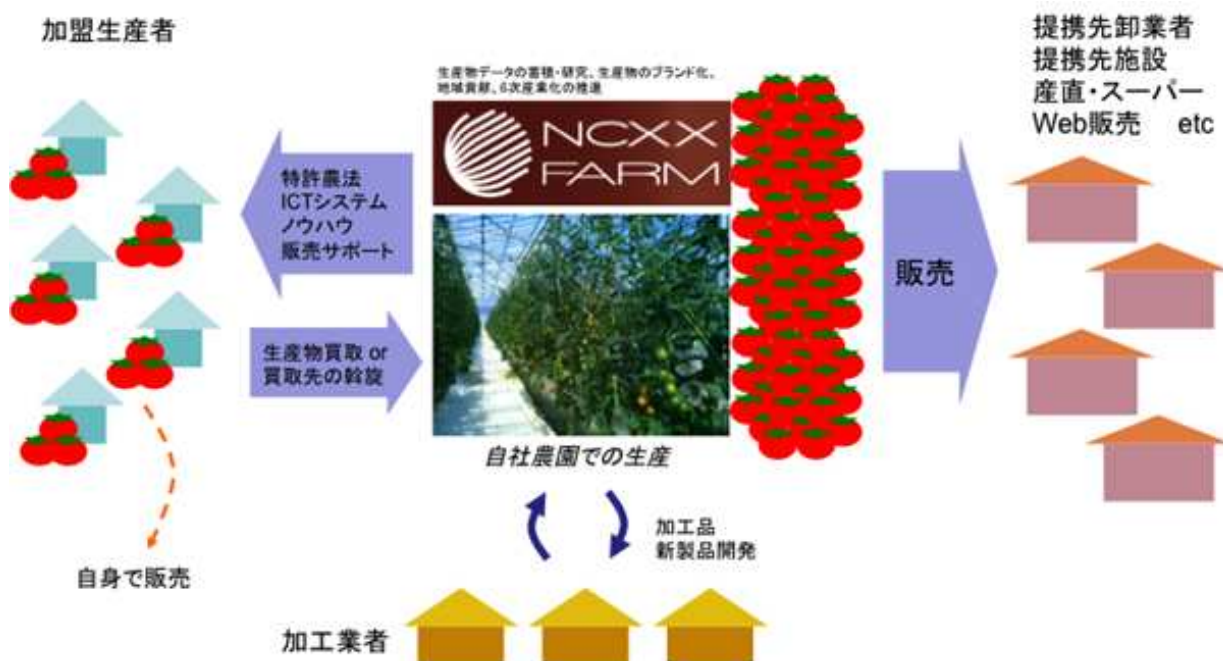 加盟生産者
生産物データの蓄積・研究、生産物のブランド化、
地域貢献、6次産業化の推進
NCXX
FARM
特許農法
ICTシステム
ノウハウ
販売サポート
生産物買取 or
買取先の斡旋
自社農園での生産
販売
提携先卸業者
提携先施設
産直・スーパー
Web販売 etc
自身で販売
加工品
新製品開発
加工業者